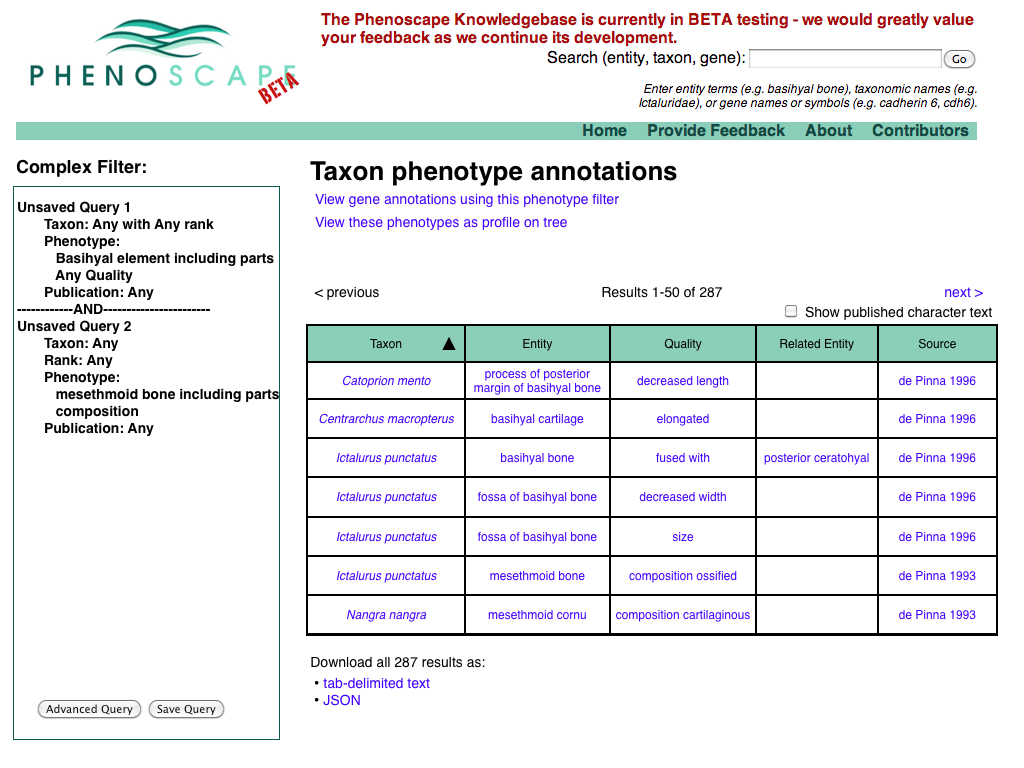 PHENOSCAPE
BETA
The Phenoscape Knowledgebase is currently in BETA testing - we would greatly value
your feedback as we continue its development.
Search (entity, taxon, gene):
Go
Enter entity terms (e.g. basihyal bone), taxonomic names (e.g.
Ictaluridae), or gene names or symbols (e.g. cadherin 6, cdh6).
Home Provide Feedback About Contributors
Complex Filter:
Unsaved Query 1
Taxon: Any with Any rank
Phenotype:
Basihyal element including parts
Any Quality
Publication: Any
------------AND-----------------------
Unsaved Query 2
Taxon: Any
Rank: Any
Phenotype:
mesethmoid bone including parts
composition
Publication: Any
Advanced Query Save Query
Taxon phenotype annotations
View gene annotations using this phenotype filter
View these phenotypes as profile on tree
< previous Results 1-50 of 287 next >
Show published character text
Taxon ▲ Entity Quality Related Entity Source
Catoprion mento process of posterior margin of basihyal bone decreased length de Pinna 1996
Centrarchus macropterus basihyal cartilage elongated de Pinna 1996
Ictalurus punctatus basihyal bone fused with posterior ceratohyal de Pinna 1996
Ictalurus punctatus fossa of basihyal bone decreased width de Pinna 1996
Ictalurus punctatus fossa of basihyal bone size de Pinna 1996
Ictalurus punctatus mesethmoid bone composition ossified de Pinna 1993
Nangra nangra mesethmoid cornu composition cartilaginous de Pinna 1993
Download all 287 results as:
• tab-delimited text
• JSON